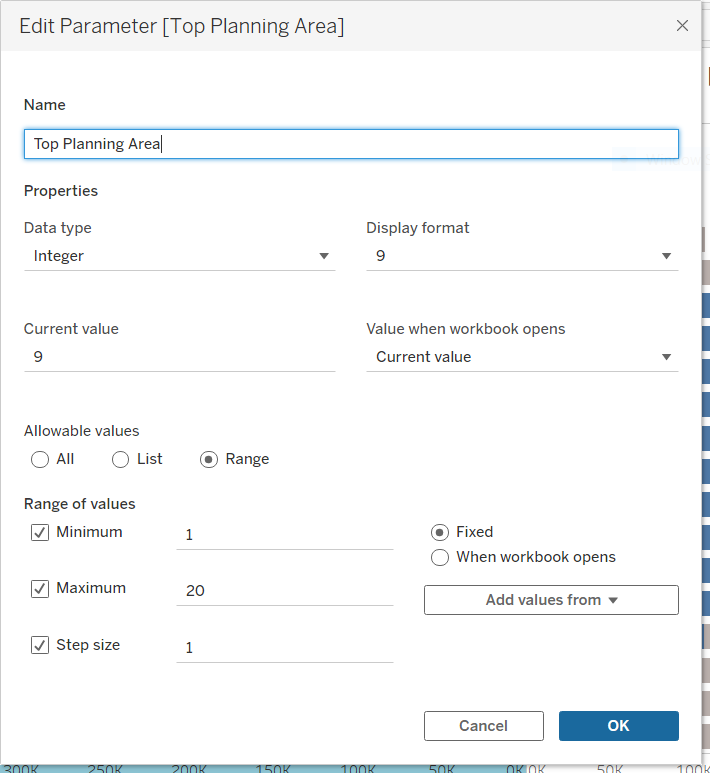 Edit Parameter [Top Planning Area]
Name
Top Planning Area
Properties
Data type
Display format
Integer
9
Current value
Value when workbook opens
9
Current value
Allowable values
All
List
Range
Range of values
Minimum
1
Fixed
When workbook opens
Maximum
20
Add values from
Step size
1
Cancel
OK
300K 250K 200K 150K 100K 50K 0K 0K 50K 100K